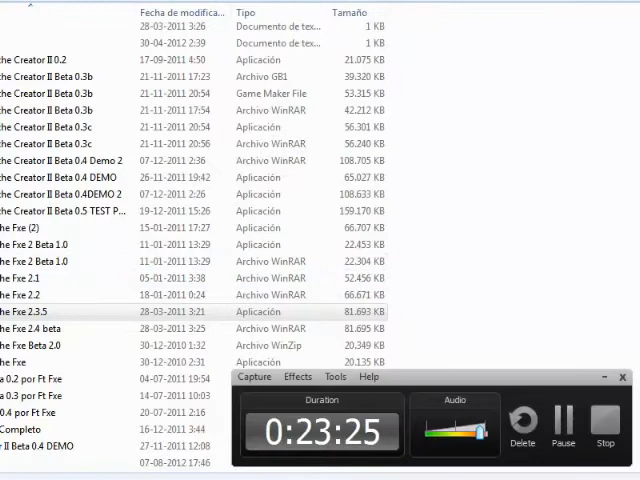 Fecha de modifica... Tipo Tamaño
28-03-2011 3:26 Documento de tex... 1 KB
30-04-2012 2:39 Documento de tex... 1 KB
he Creator II 0.2 17-09-2011 4:50 Aplicación 21.075 KB
he Creator II Beta 0.3b 21-11-2011 17:23 Archivo GB1 39.320 KB
he Creator II Beta 0.3b 21-11-2011 20:54 Game Maker File 53.315 KB
he Creator II Beta 0.3b 21-11-2011 17:54 Archivo WinRAR 42.212 KB
he Creator II Beta 0.3c 21-11-2011 20:54 Aplicación 56.301 KB
he Creator II Beta 0.3c 21-11-2011 20:56 Archivo WinRAR 56.240 KB
he Creator II Beta 0.4 Demo 2 07-12-2011 2:36 Archivo WinRAR 108.705 KB
he Creator II Beta 0.4 DEMO 26-11-2011 19:42 Aplicación 65.027 KB
he Creator II Beta 0.4DEMO 2 07-12-2011 2:26 Aplicación 108.633 KB
he Creator II Beta 0.5 TEST P... 19-12-2011 15:26 Aplicación 159.170 KB
he Fxe (2) 15-01-2011 17:27 Aplicación 66.707 KB
he Fxe 2 Beta 1.0 11-01-2011 13:29 Aplicación 22.453 KB
he Fxe 2 Beta 1.0 11-01-2011 13:29 Archivo WinRAR 22.304 KB
he Fxe 2.1 05-01-2011 3:38 Archivo WinRAR 52.456 KB
he Fxe 2.2 18-01-2011 0:24 Archivo WinRAR 66.671 KB
he Fxe 2.3.5 28-03-2011 3:21 Aplicación 81.693 KB
he Fxe 2.4 beta 28-03-2011 3:25 Archivo WinRAR 81.695 KB
he Fxe Beta 2.0 30-12-2010 1:32 Archivo WinZip 20.349 KB
he Fxe 30-12-2010 2:31 Aplicación 20.135 KB
a 0.2 por Ft Fxe 04-07-2011 19:54
a 0.3 por Ft Fxe 14-07-2011 10:03
0.4 por Ft Fxe 20-07-2011 2:16
Completo 16-12-2011 3:44
r II Beta 0.4 DEMO 27-11-2011 12:08
07-08-2012 17:46
Capture Effects Tools Help
Duration Audio
0:23:25
Delete Pause Stop